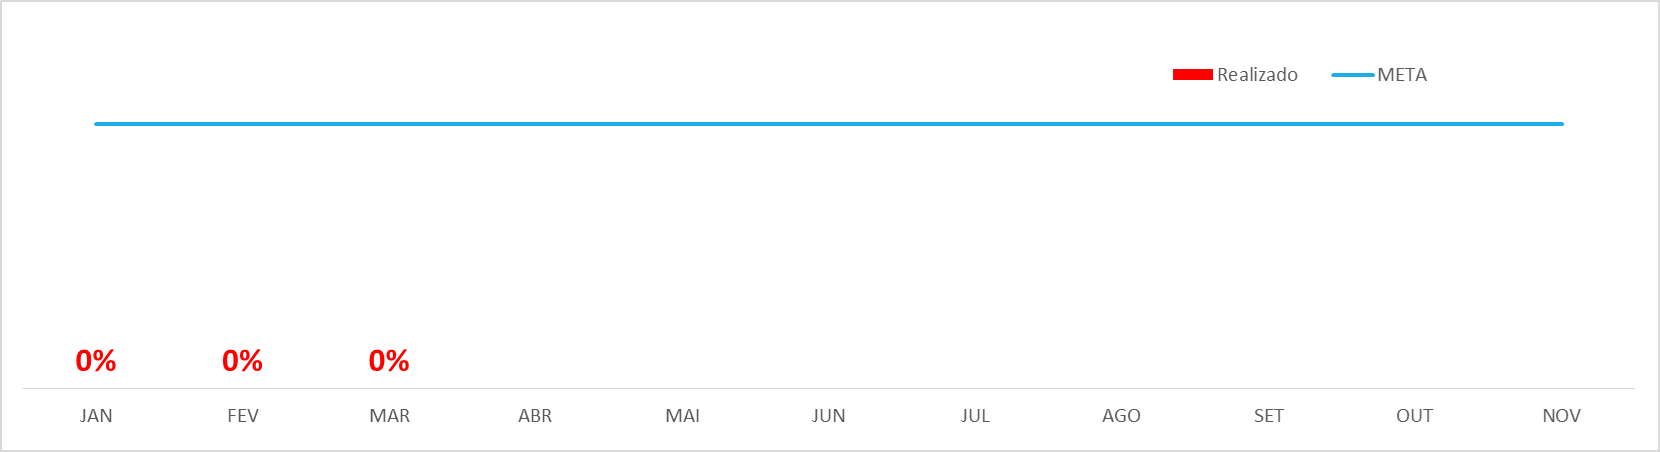 Realizado META
0% 0% 0%
JAN FEV MAR ABR MAI JUN JUL AGO SET OUT NOV